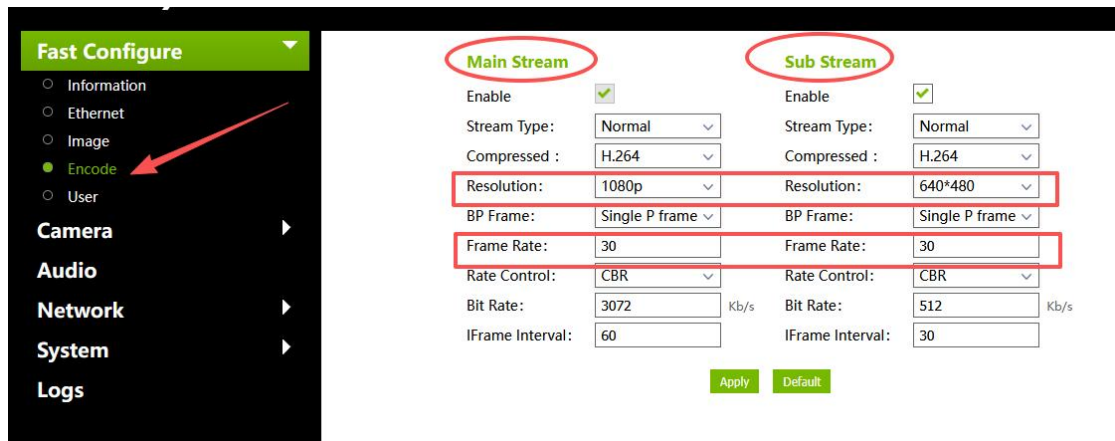 Fast Configure
Information
Ethernet
Image
Encode
User
Camera
Audio
Network
System
Logs
Main Stream
Enable
Stream Type: Normal
Compressed : H.264
Resolution: 1080p
BP Frame: Single P frame
Frame Rate: 30
Rate Control: CBR
Bit Rate: 3072 Kb/s
IFrame Interval: 60
Sub Stream
Enable
Stream Type: Normal
Compressed : H.264
Resolution: 640*480
BP Frame: Single P frame
Frame Rate: 30
Rate Control: CBR
Bit Rate: 512 Kb/s
IFrame Interval: 30
Apply Default